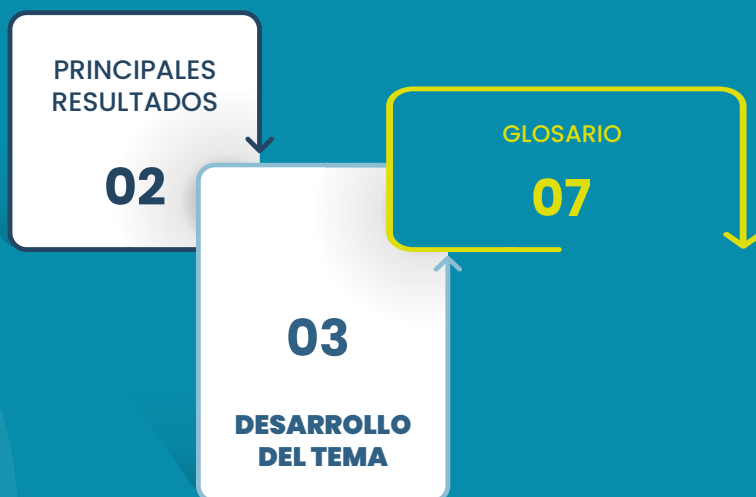 PRINCIPALES
RESULTADOS
02
GLOSARIO
07
03
DESARROLLO
DEL TEMA